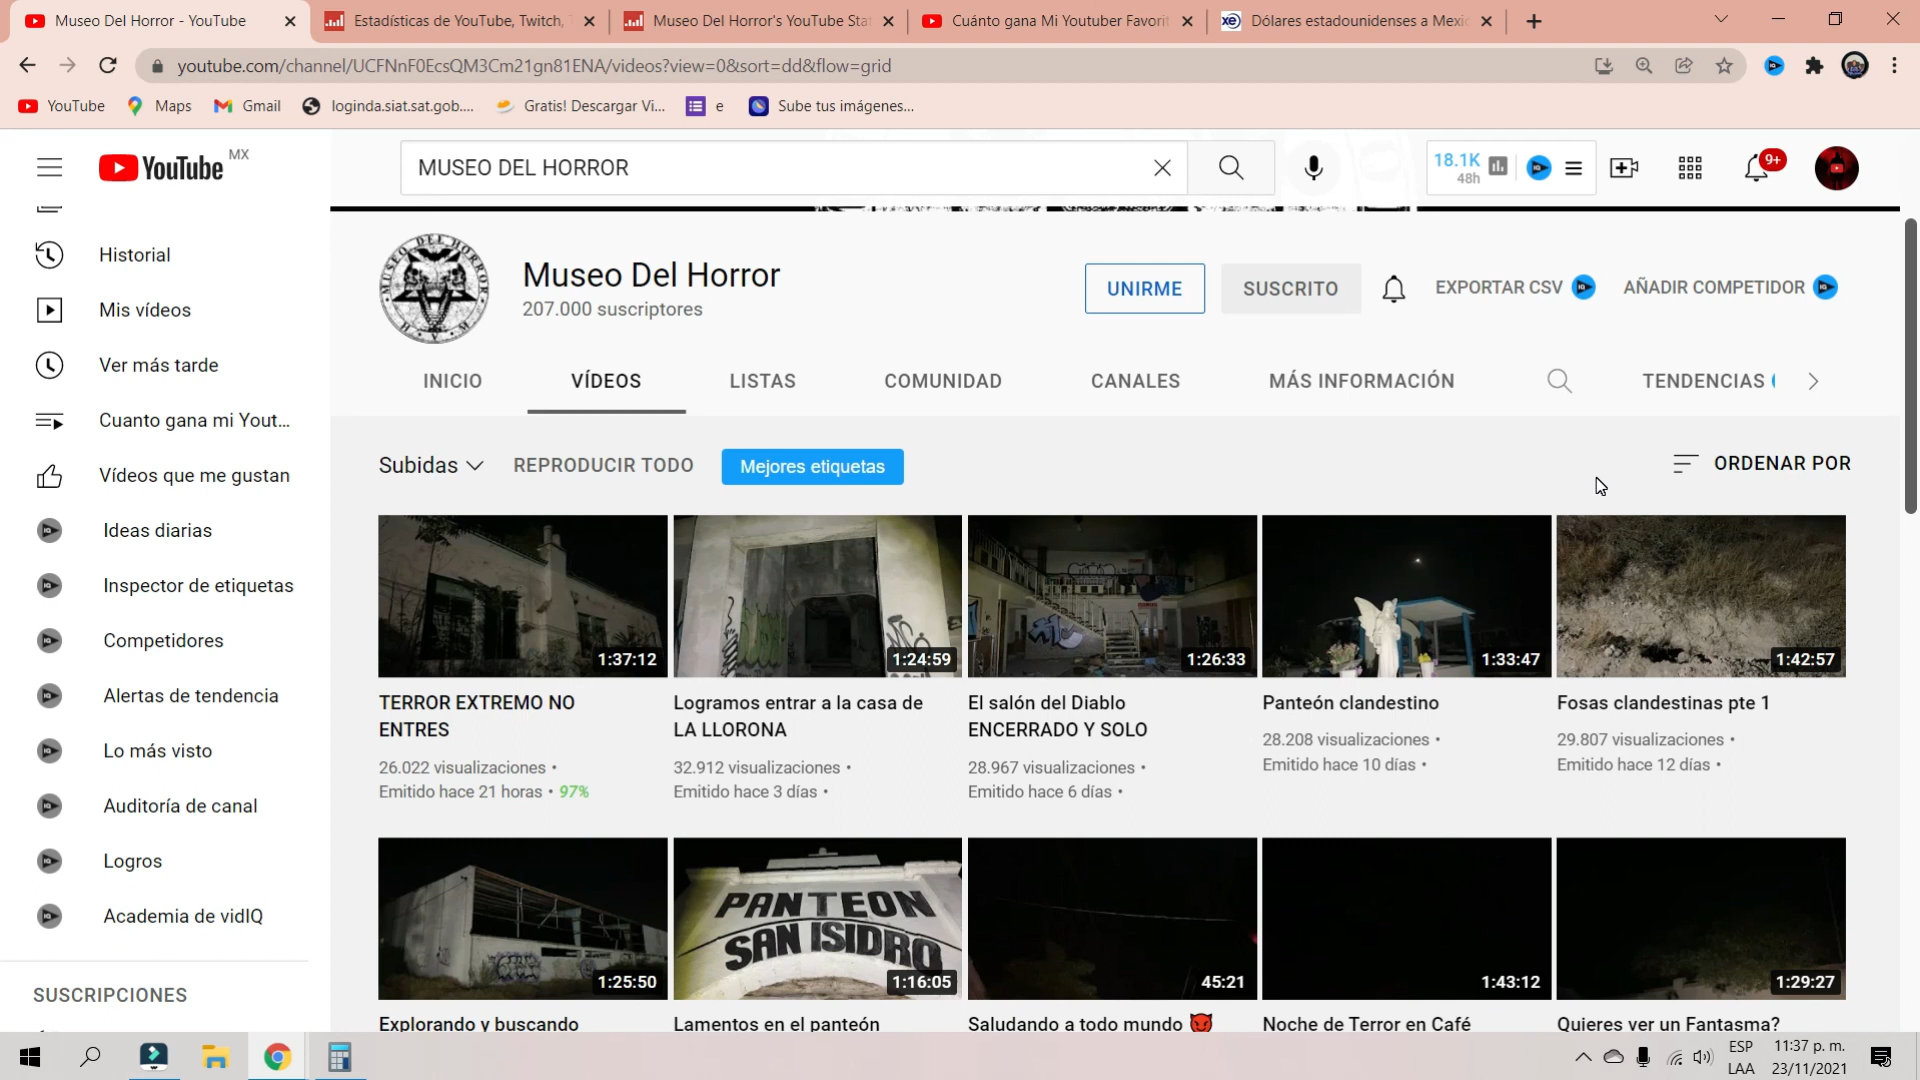 Museo Del Horror - YouTube
Estadísticas de YouTube, Twitch,
Museo Del Horror's YouTube Sta
Cuánto gana Mi Youtuber Favorit
Dólares estadounidenses a Mexic
youtube.com/channel/UCFNnF0EcsQM3Cm21gn81ENA/videos?view=0&sort=dd&flow=grid
YouTube
Maps
Gmail
loginda.siat.sat.gob....
Gratis! Descargar Vi...
e
Sube tus imágenes...
YouTube MX
MUSEO DEL HORROR
18.1K
48h
9+
Historial
Mis vídeos
Ver más tarde
Cuanto gana mi Yout...
Vídeos que me gustan
Ideas diarias
Inspector de etiquetas
Competidores
Alertas de tendencia
Lo más visto
Auditoría de canal
Logros
Academia de vidIQ
SUSCRIPCIONES
MUSEO DEL HORROR
Museo Del Horror
207.000 suscriptores
UNIRME
SUSCRITO
EXPORTAR CSV
AÑADIR COMPETIDOR
INICIO
VÍDEOS
LISTAS
COMUNIDAD
CANALES
MÁS INFORMACIÓN
TENDENCIAS
Subidas
REPRODUCIR TODO
Mejores etiquetas
ORDENAR POR
1:37:12
1:24:59
1:26:33
1:33:47
1:42:57
TERROR EXTREMO NO
ENTRES
26.022 visualizaciones •
Emitido hace 21 horas • 97%
Logramos entrar a la casa de
LA LLORONA
32.912 visualizaciones •
Emitido hace 3 días •
El salón del Diablo
ENCERRADO Y SOLO
28.967 visualizaciones •
Emitido hace 6 días •
Panteón clandestino
28.208 visualizaciones •
Emitido hace 10 días •
Fosas clandestinas pte 1
29.807 visualizaciones •
Emitido hace 12 días •
PANTEON
SAN ISIDRO
1:25:50
1:16:05
45:21
1:43:12
1:29:27
Explorando y buscando
Lamentos en el panteón
Saludando a todo mundo 👿
Noche de Terror en Café
Quieres ver un Fantasma?
ESP
LAA
11:37 p. m.
23/11/2021